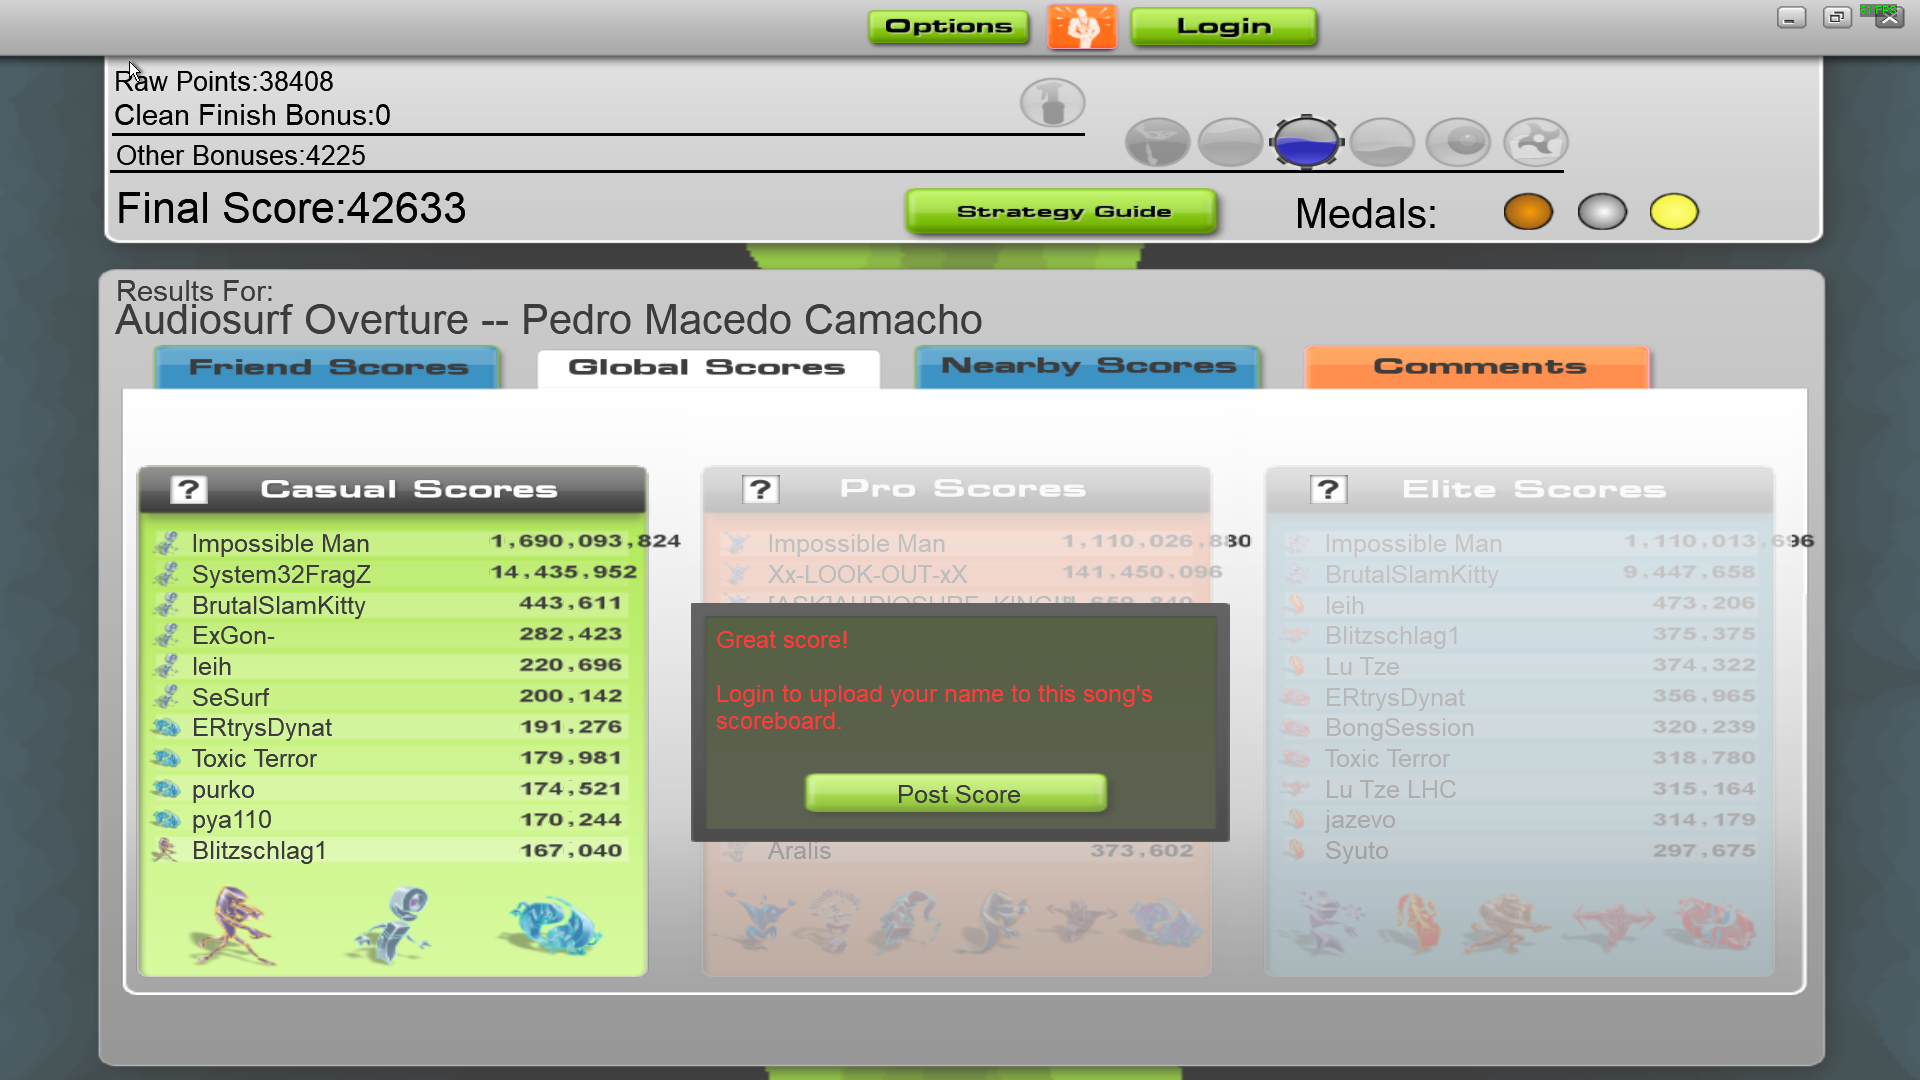 Options
Login
Raw Points:38408
Clean Finish Bonus:0
Other Bonuses:4225
Final Score:42633
Strategy Guide
Medals:
Results For:
Audiosurf Overture -- Pedro Macedo Camacho
Friend Scores
Global Scores
Nearby Scores
Comments
? Casual Scores
Impossible Man 1,690,093,824
System32FragZ 14,435,952
BrutalSlamKitty 443,611
ExGon- 282,423
leih 220,696
SeSurf 200,142
ERtrysDynat 191,276
Toxic Terror 179,981
purko 174,521
pya110 170,244
Blitzschlag1 167,040
? Pro Scores
Impossible Man 1,110,026,880
Xx-LOOK-OUT-xX 141,450,096
Great score!
Login to upload your name to this song's
scoreboard.
Post Score
Aralis 373,602
? Elite Scores
Impossible Man 1,110,013,696
BrutalSlamKitty 9,447,658
leih 473,206
Blitzschlag1 375,375
Lu Tze 374,322
ERtrysDynat 356,965
BongSession 320,239
Toxic Terror 318,780
Lu Tze LHC 315,164
jazevo 314,179
Syuto 297,675